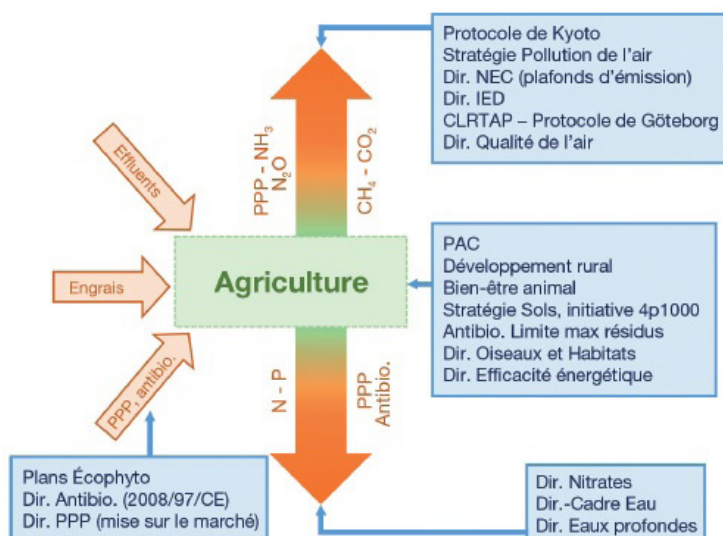 Protocole de Kyoto
Stratégie Pollution de l'air
Dir. NEC (plafonds d'émission)
Dir. IED
CLRTAP – Protocole de Göteborg
Dir. Qualité de l'air
Effluents
PPP - NH₃
N₂O
CH₄ - CO₂
Engrais
Agriculture
PAC
Développement rural
Bien-être animal
Stratégie Sols, initiative 4p1000
Antibio. Limite max résidus
Dir. Oiseaux et Habitats
Dir. Efficacité énergétique
PPP, antibio.
N - P
PPP
Antibio.
Plans Écophyto
Dir. Antibio. (2008/97/CE)
Dir. PPP (mise sur le marché)
Dir. Nitrates
Dir.-Cadre Eau
Dir. Eaux profondes